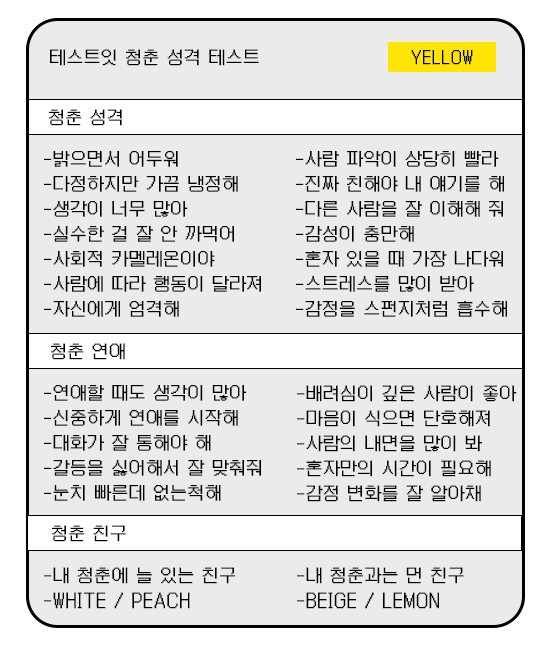 테스트잇 청춘 성격 테스트
YELLOW
청춘 성격
-밝으면서 어두워
-다정하지만 가끔 냉정해
-생각이 너무 많아
-실수한 걸 잘 안 까먹어
-사회적 카멜레온이야
-사람에 따라 행동이 달라져
-자신에게 엄격해
-사람 파악이 상당히 빨라
-진짜 친해야 내 얘기를 해
-다른 사람을 잘 이해해 줘
-감성이 충만해
-혼자 있을 때 가장 나다워
-스트레스를 많이 받아
-감정을 스펀지처럼 흡수해
청춘 연애
-연애할 때도 생각이 많아
-신중하게 연애를 시작해
-대화가 잘 통해야 해
-갈등을 싫어해서 잘 맞춰줘
-눈치 빠른데 없는척해
-배려심이 깊은 사람이 좋아
-마음이 식으면 단호해져
-사람의 내면을 많이 봐
-혼자만의 시간이 필요해
-감정 변화를 잘 알아채
청춘 친구
-내 청춘에 늘 있는 친구
-WHITE / PEACH
-내 청춘과는 먼 친구
-BEIGE / LEMON